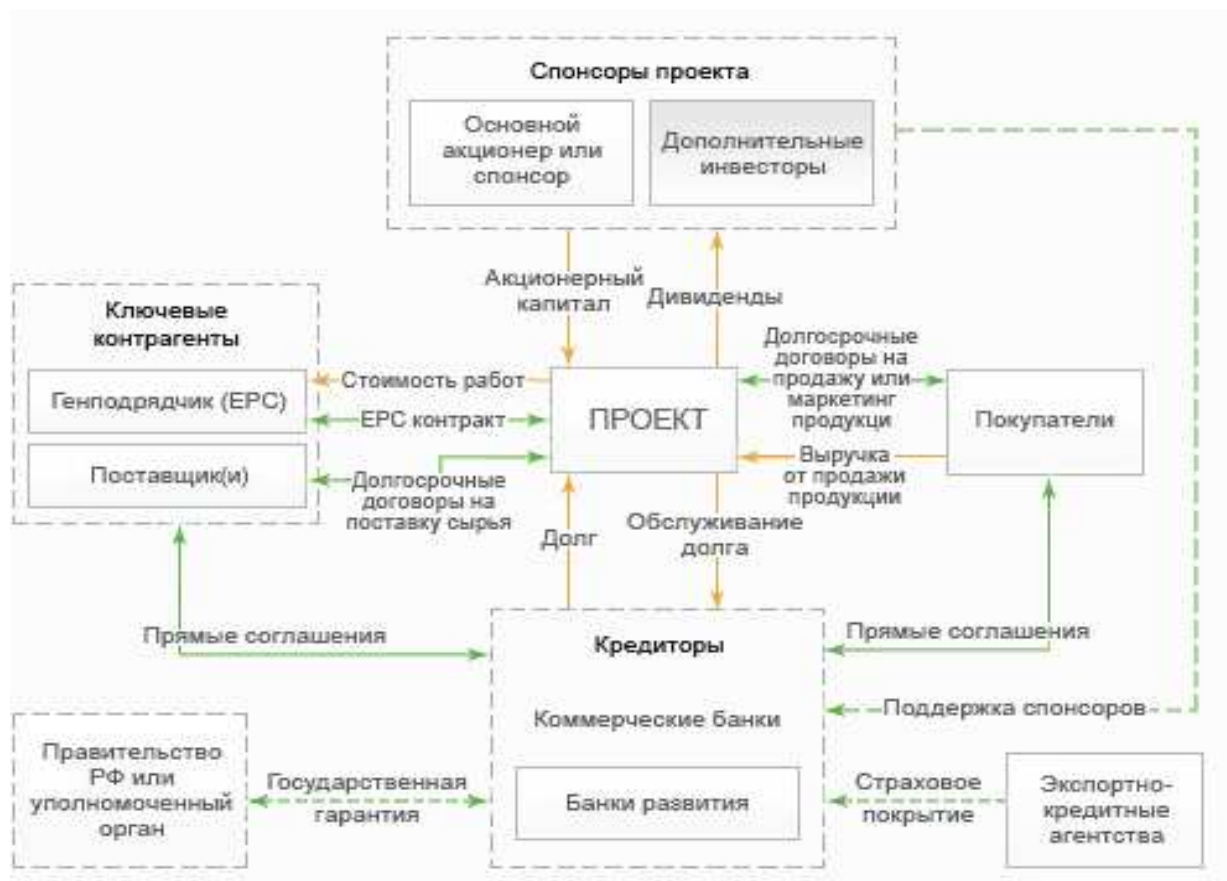 Спонсоры проекта
Основной
акционер или
спонсор
Дополнительные
инвесторы
Акционерный
капитал
Дивиденды
Ключевые
контрагенты
Генподрядчик (EPC)
Поставщик(и)
Стоимость работ
EPC контракт
Долгосрочные
договоры на
поставку сырья
ПРОЕКТ
Долгосрочные
договоры на
продажу или
маркетинг
продукци
Выручка
от продажи
продукции
Покупатели
Долг
Обслуживание
долга
Прямые соглашения
Кредиторы
Коммерческие банки
Банки развития
Прямые соглашения
Поддержка спонсоров
Правительство
РФ или
уполномоченный
орган
Государственная
гарантия
Страховое
покрытие
Экспортно-
кредитные
агентства